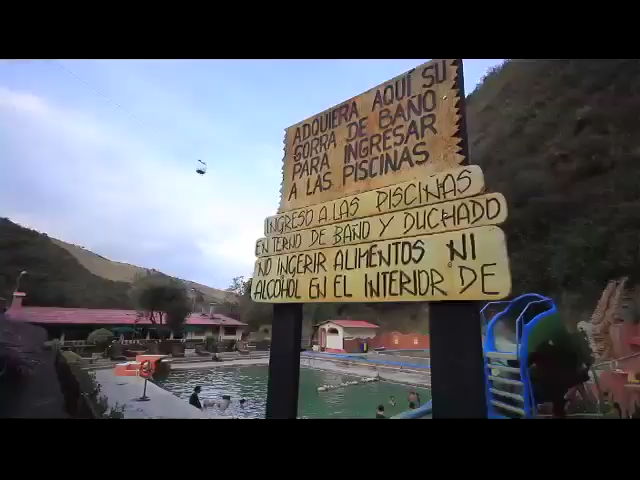 ADQUIERA AQUÍ SU
GORRA DE BAÑO
PARA INGRESAR
A LAS PISCINAS
INGRESO A LAS PISCINAS
EN TERNO DE BAÑO Y DUCHADO
NO INGERIR ALIMENTOS NI
ALCOHOL EN EL INTERIOR DE